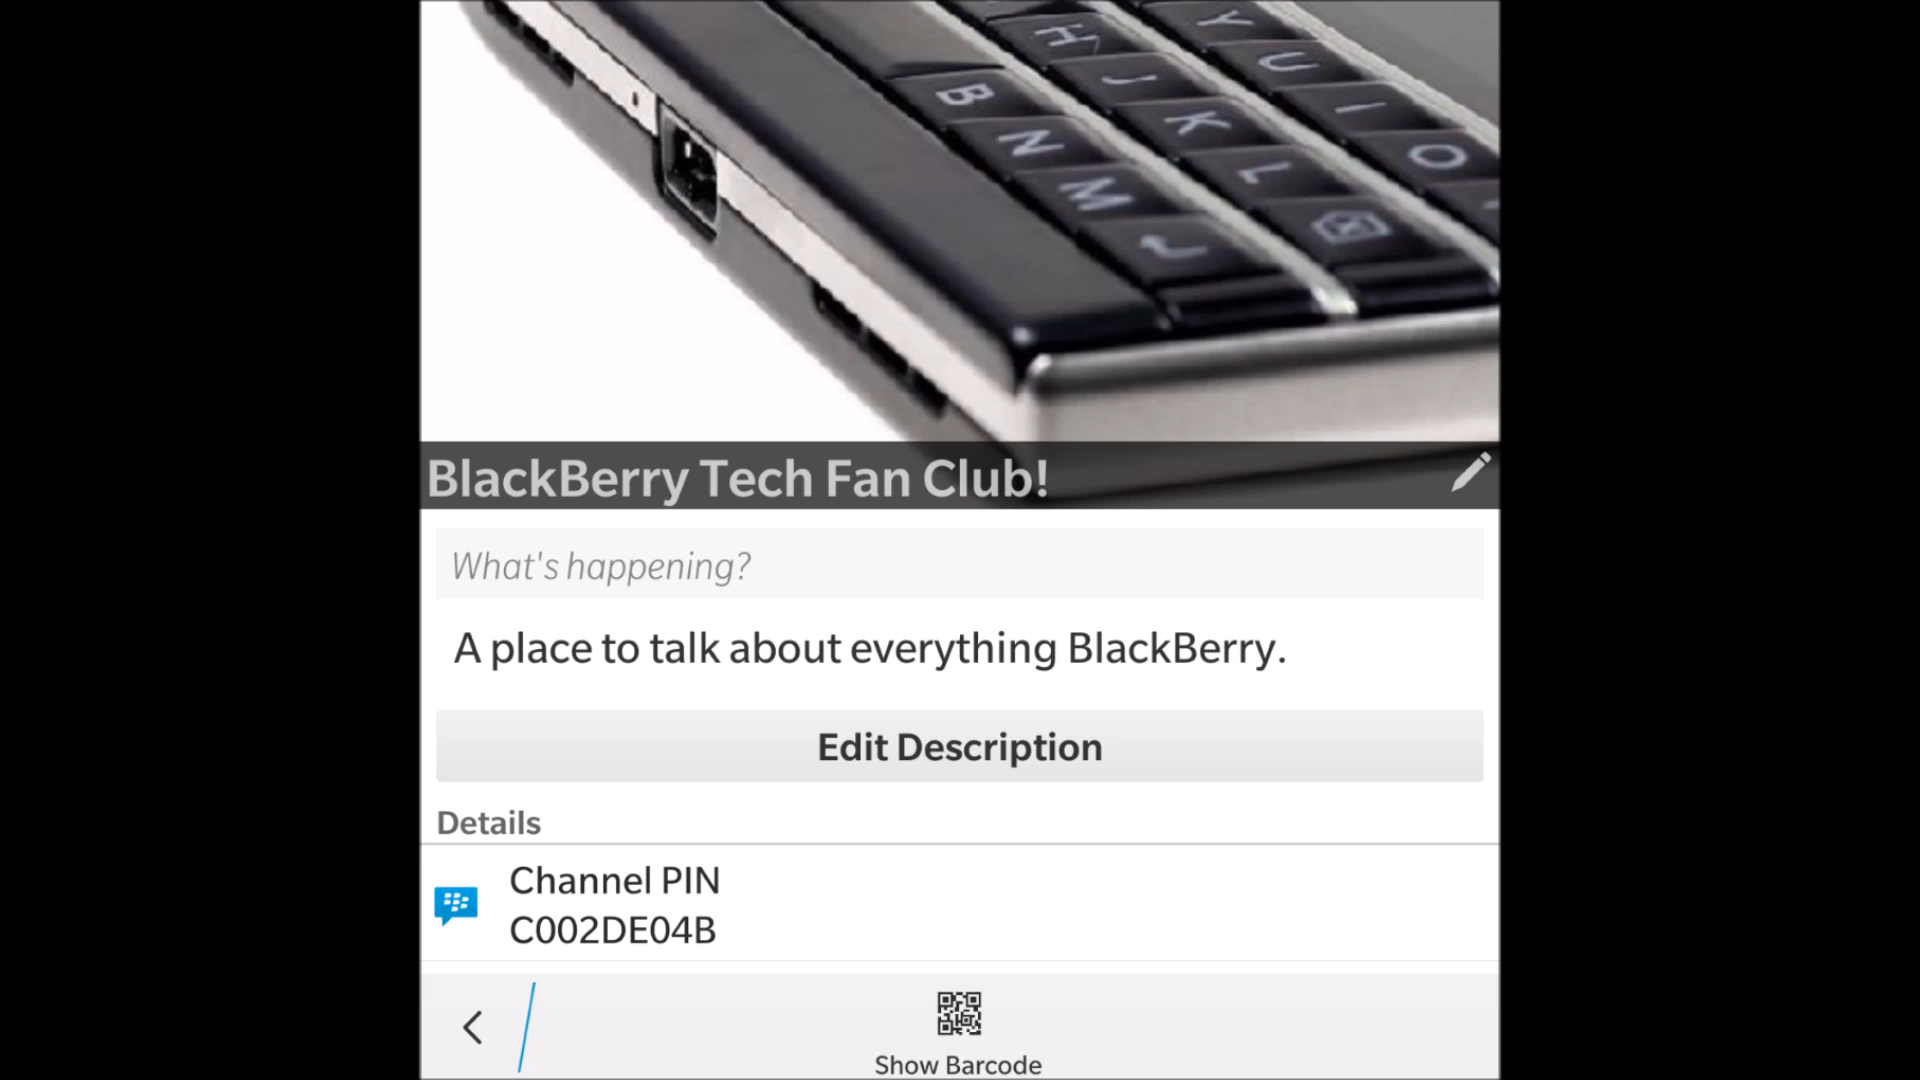 Y
H U
J I
B K O
N L
M
BlackBerry Tech Fan Club!
What's happening?
A place to talk about everything BlackBerry.
Edit Description
Details
Channel PIN
C002DE04B
Show Barcode